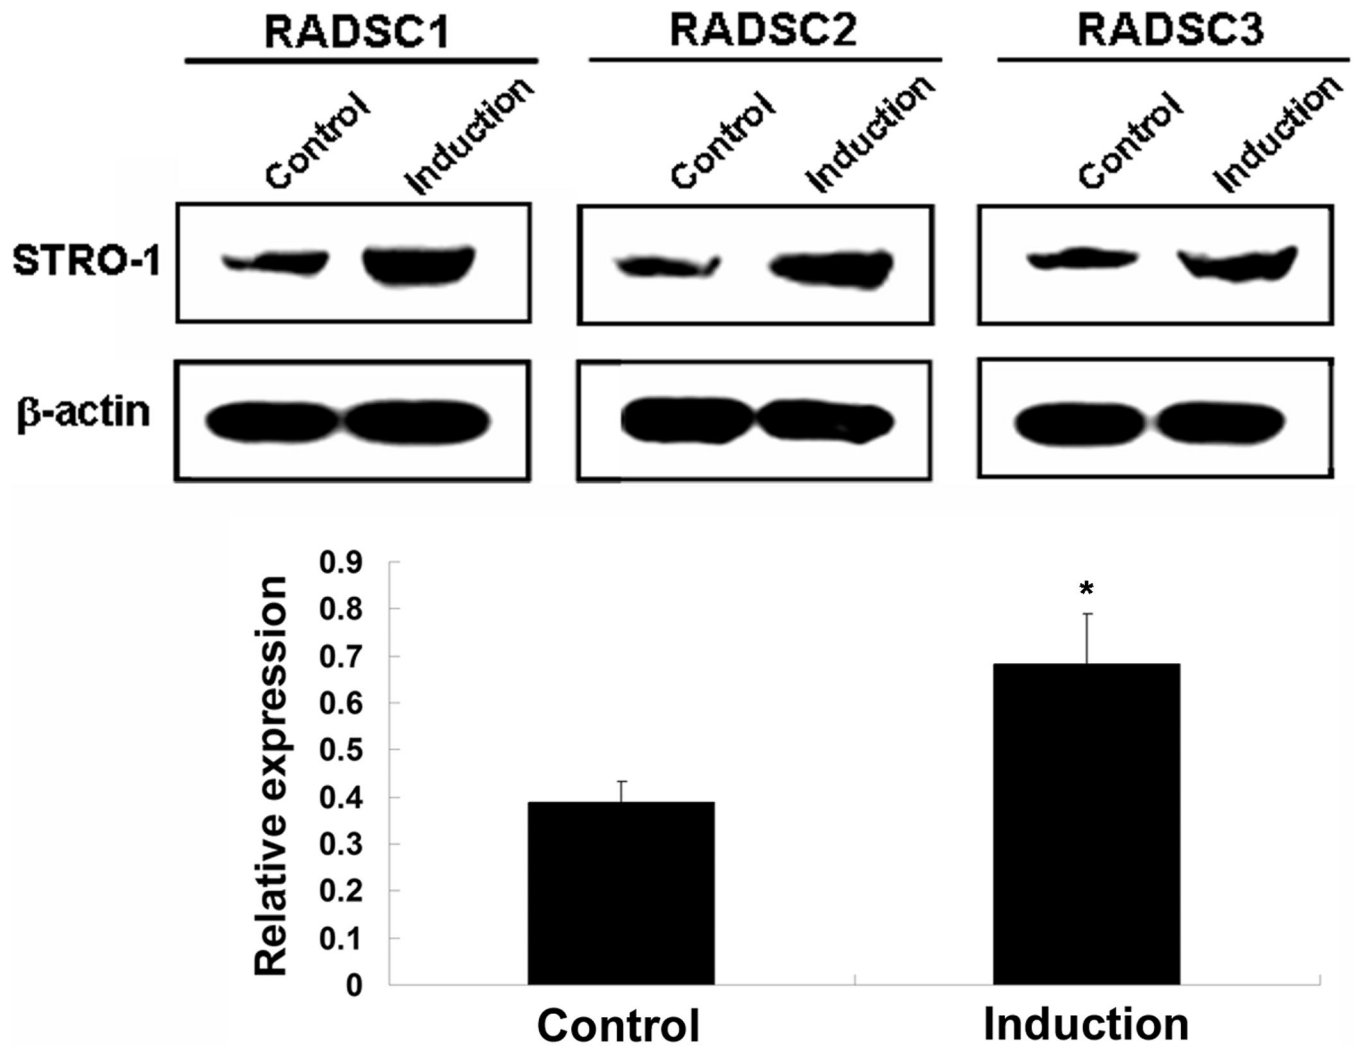 RADSC1 RADSC2 RADSC3
Control Induction Control Induction Control Induction
STRO-1
β-actin
Relative expression
0.9
0.8
0.7
0.6
0.5
0.4
0.3
0.2
0.1
0
*
Control Induction